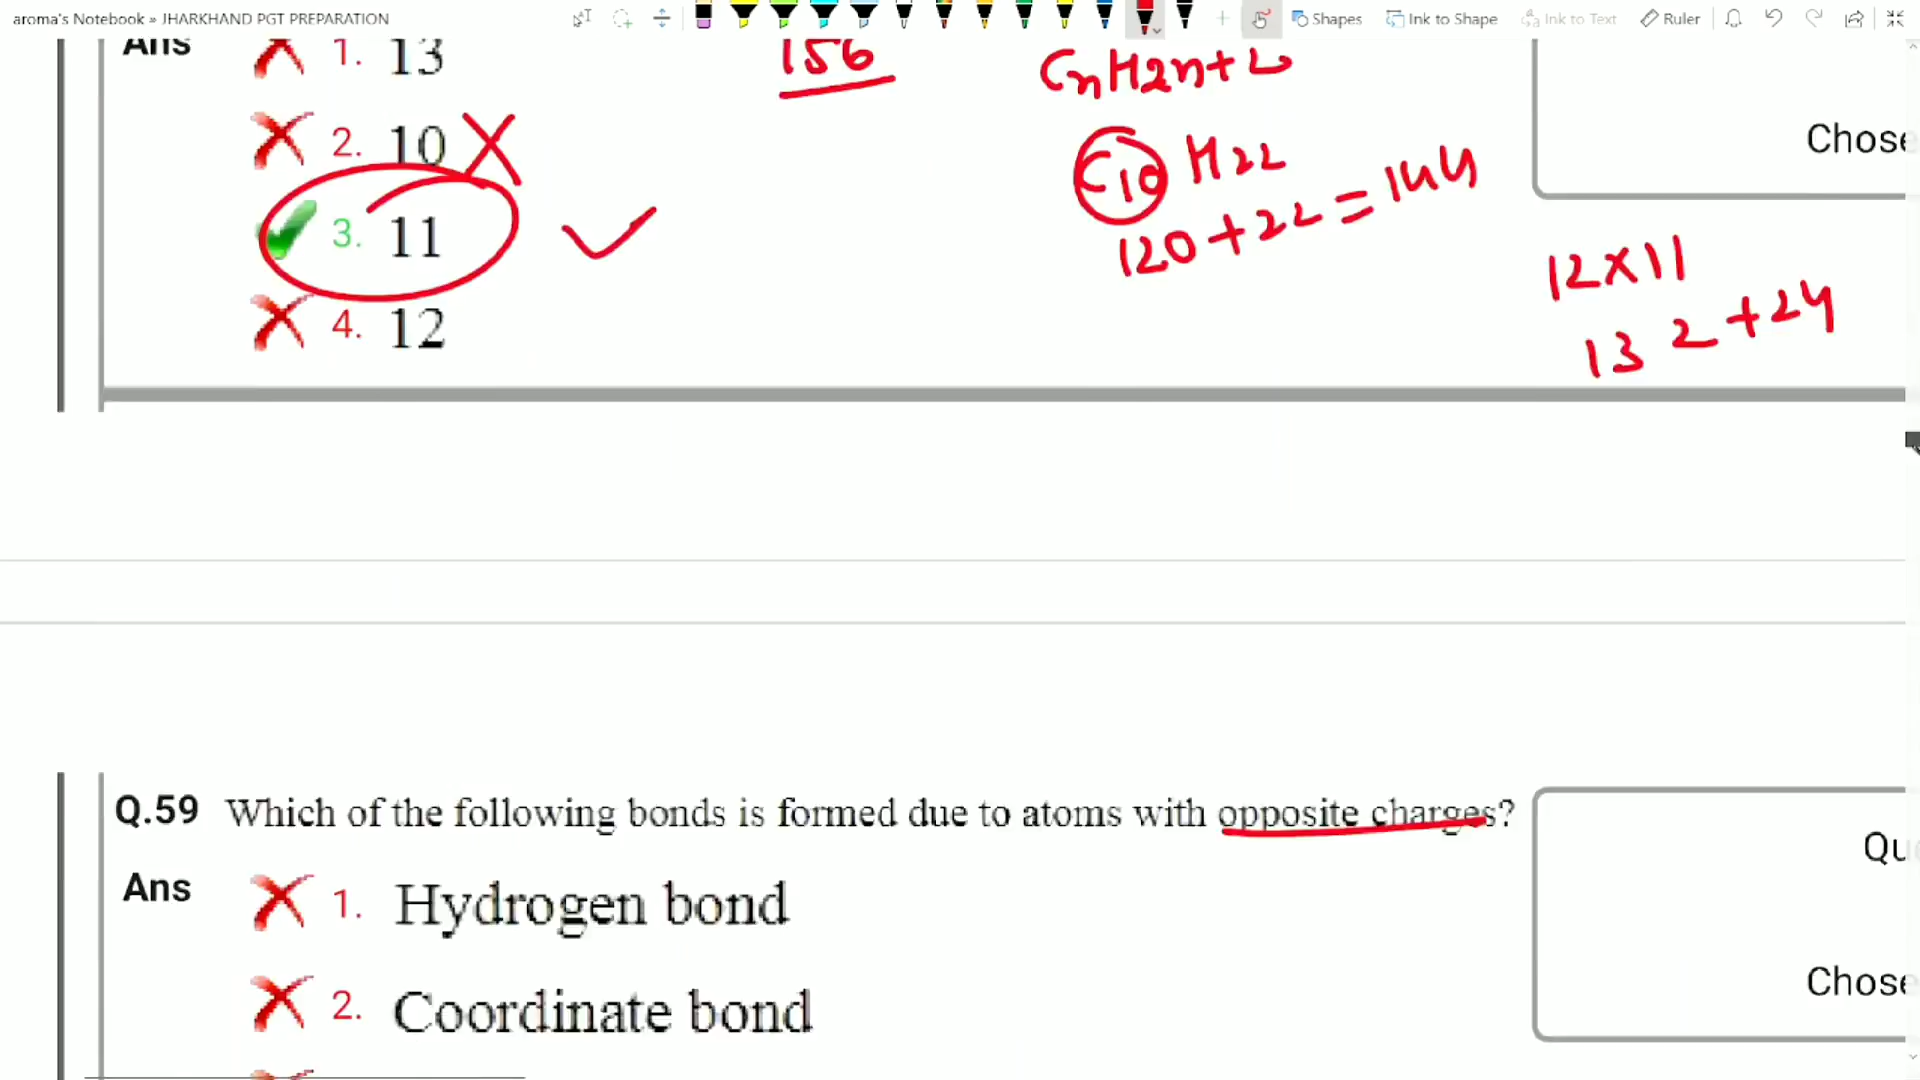 aroma's Notebook » JHARKHAND PGT PREPARATION
Shapes
Ink to Shape
Ink to Text
Ruler
Ans
1. 13
156
CnH2n+2
2. 10
C10 H22
120+22=144
Chose
3. 11
12x11
132+24
4. 12
Q.59 Which of the following bonds is formed due to atoms with opposite charges?
Qu
Ans
1. Hydrogen bond
2. Coordinate bond
Chose